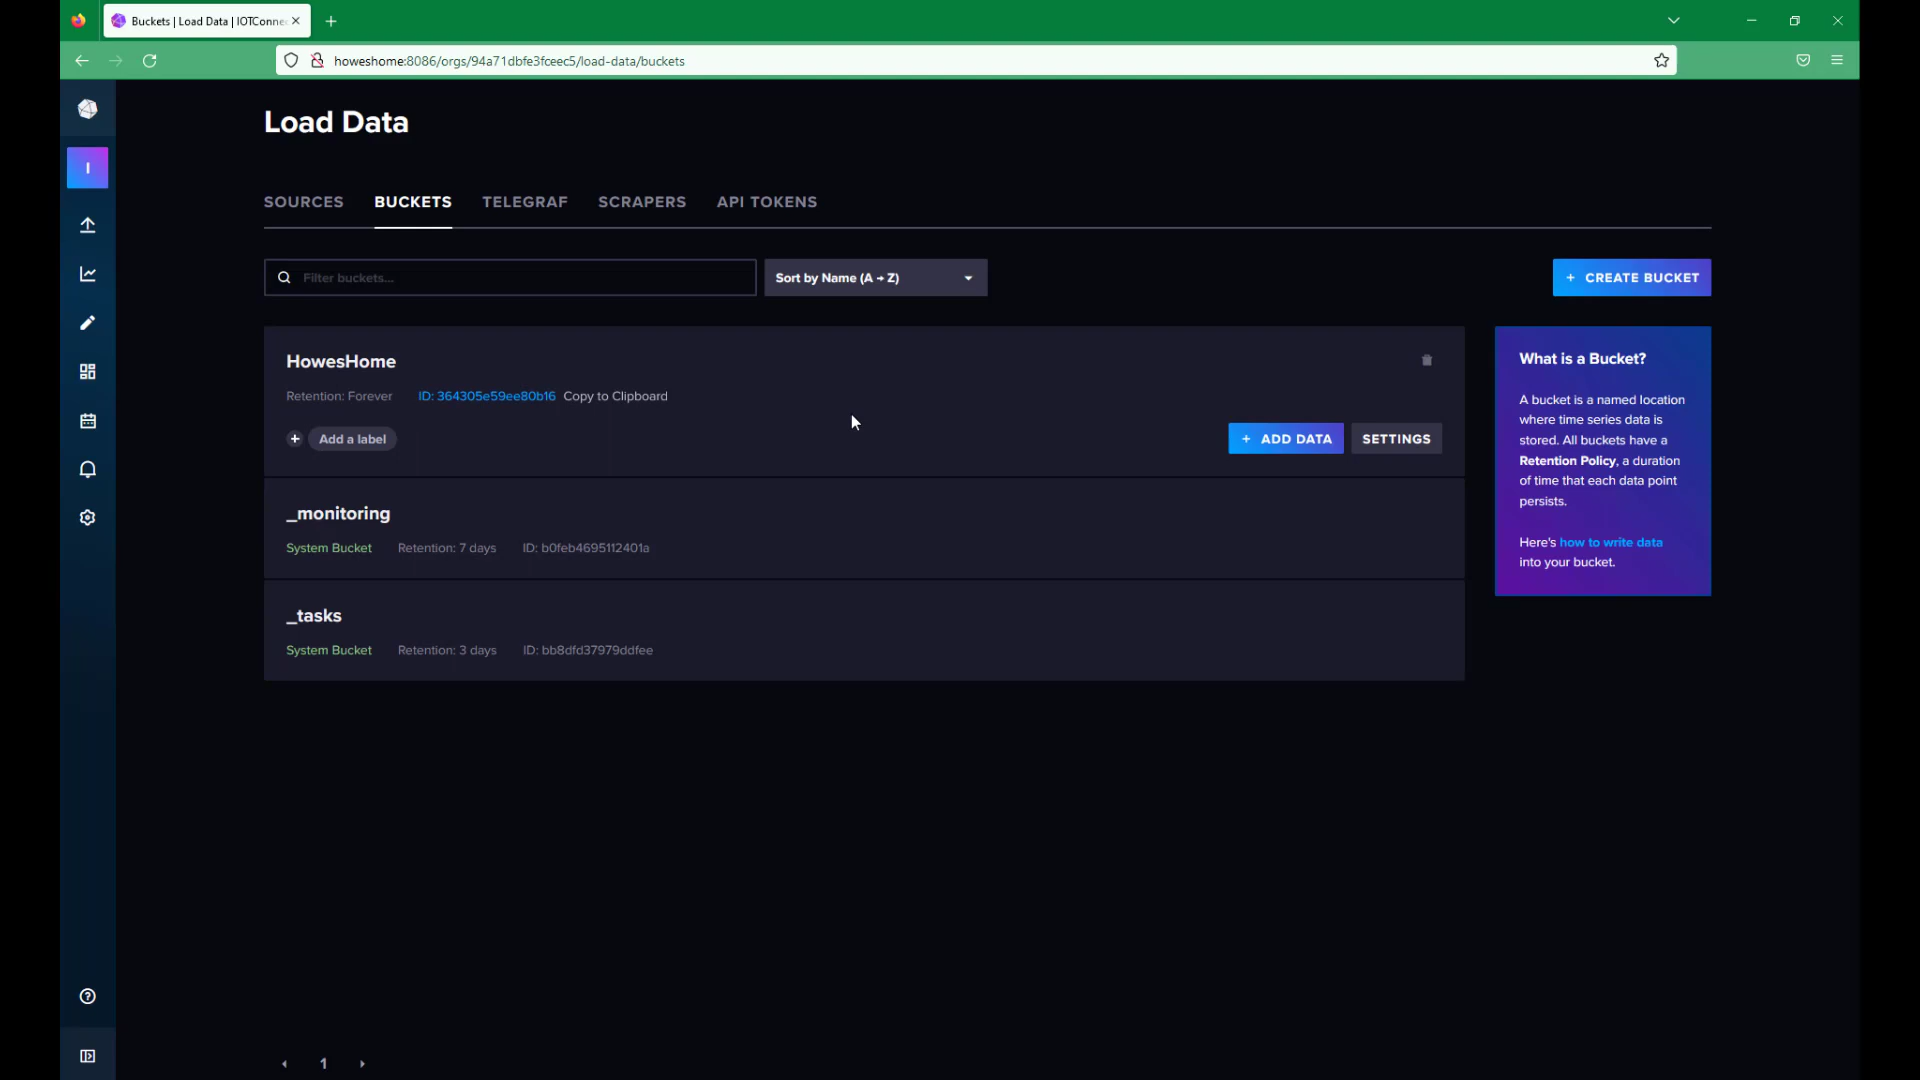 Buckets | Load Data | IOTConne
howeshome:8086/orgs/94a71dbfe3fceec5/load-data/buckets
I
Load Data
SOURCES BUCKETS TELEGRAF SCRAPERS API TOKENS
Filter buckets... Sort by Name (A → Z) + CREATE BUCKET
HowesHome
Retention: Forever ID: 364305e59ee80b16 Copy to Clipboard
+ Add a label + ADD DATA SETTINGS
_monitoring
System Bucket Retention: 7 days ID: b0feb4695112401a
_tasks
System Bucket Retention: 3 days ID: bb8dfd37979ddfee
What is a Bucket?
A bucket is a named location
where time series data is
stored. All buckets have a
Retention Policy, a duration
of time that each data point
persists.
Here's how to write data
into your bucket.
1